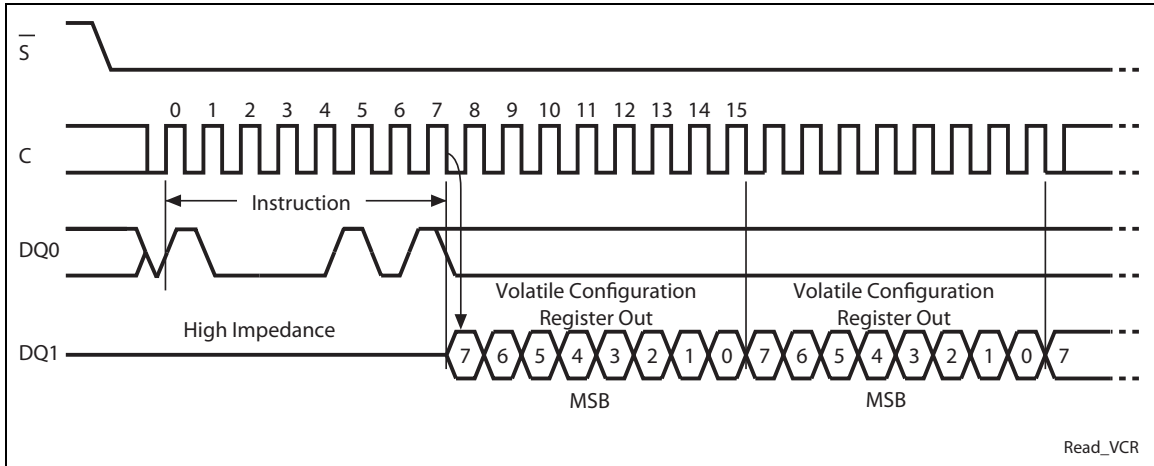 S
0 1 2 3 4 5 6 7 8 9 10 11 12 13 14 15
C
Instruction
DQ0
Volatile Configuration
Register Out
Volatile Configuration
Register Out
High Impedance
DQ1
7 6 5 4 3 2 1 0 7 6 5 4 3 2 1 0 7
MSB
MSB
Read_VCR